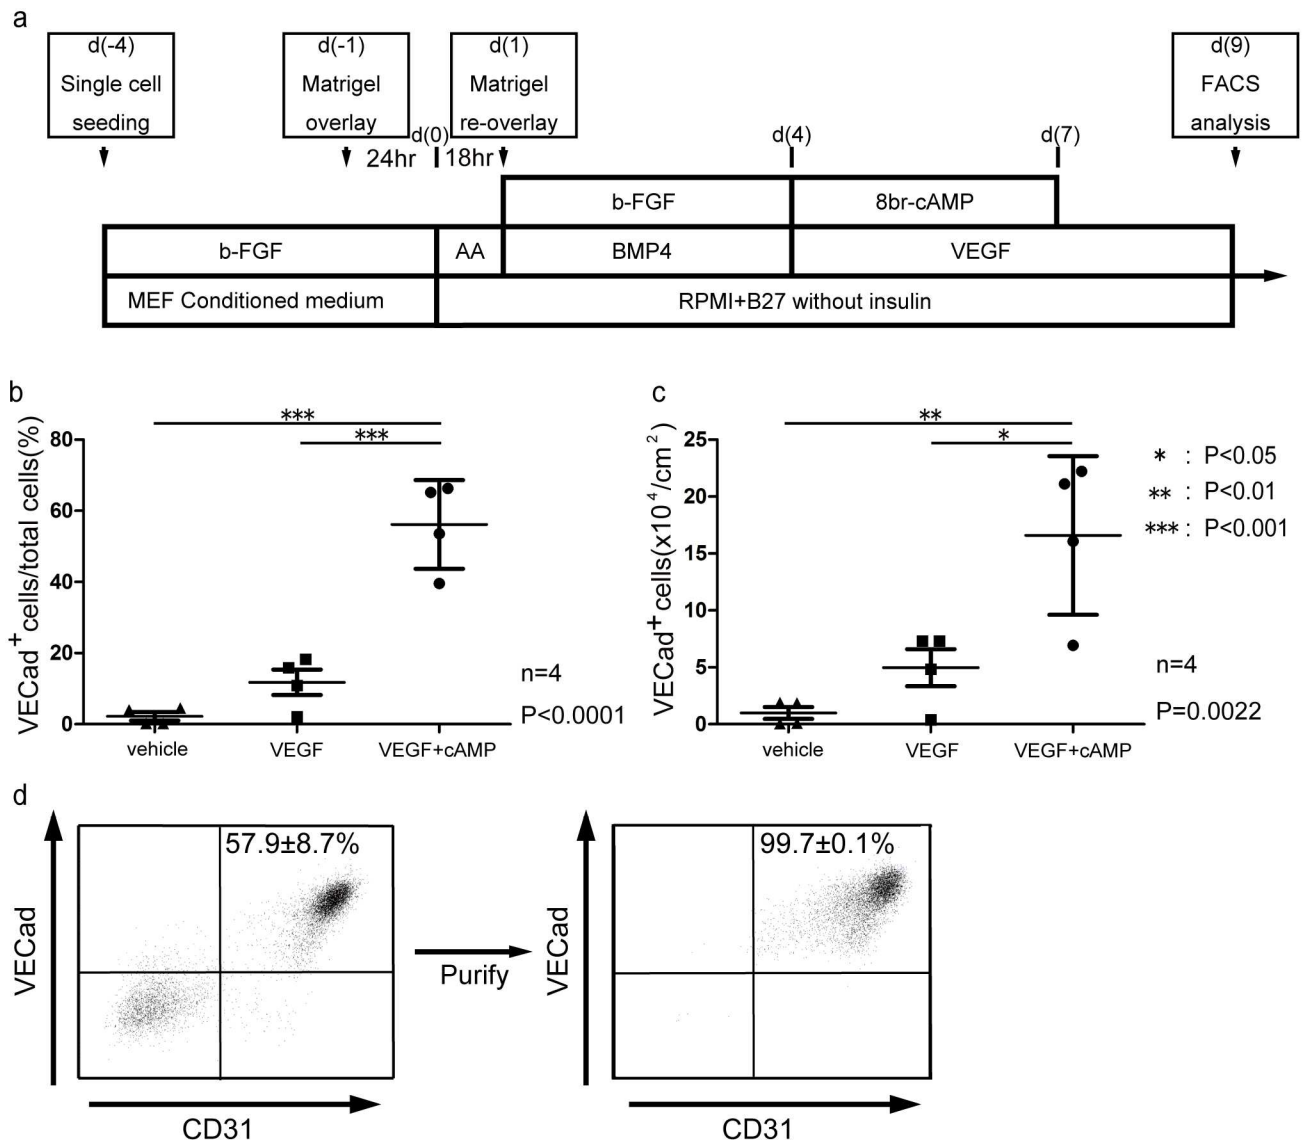 a
d(-4)
Single cell
seeding
d(-1)
Matrigel
overlay
d(1)
Matrigel
re-overlay
d(9)
FACS
analysis
24hr
d(0)
18hr
d(4)
d(7)
b-FGF
8br-cAMP
b-FGF
AA
BMP4
VEGF
MEF Conditioned medium
RPMI+B27 without insulin
b
VECad+ cells/total cells(%)
80
60
40
20
0
***
***
n=4
P<0.0001
vehicle
VEGF
VEGF+cAMP
c
VECad+ cells(x10⁴/cm²)
25
20
15
10
5
0
**
*
* : P<0.05
** : P<0.01
*** : P<0.001
n=4
P=0.0022
vehicle
VEGF
VEGF+cAMP
d
VECad
57.9±8.7%
CD31
Purify
VECad
99.7±0.1%
CD31